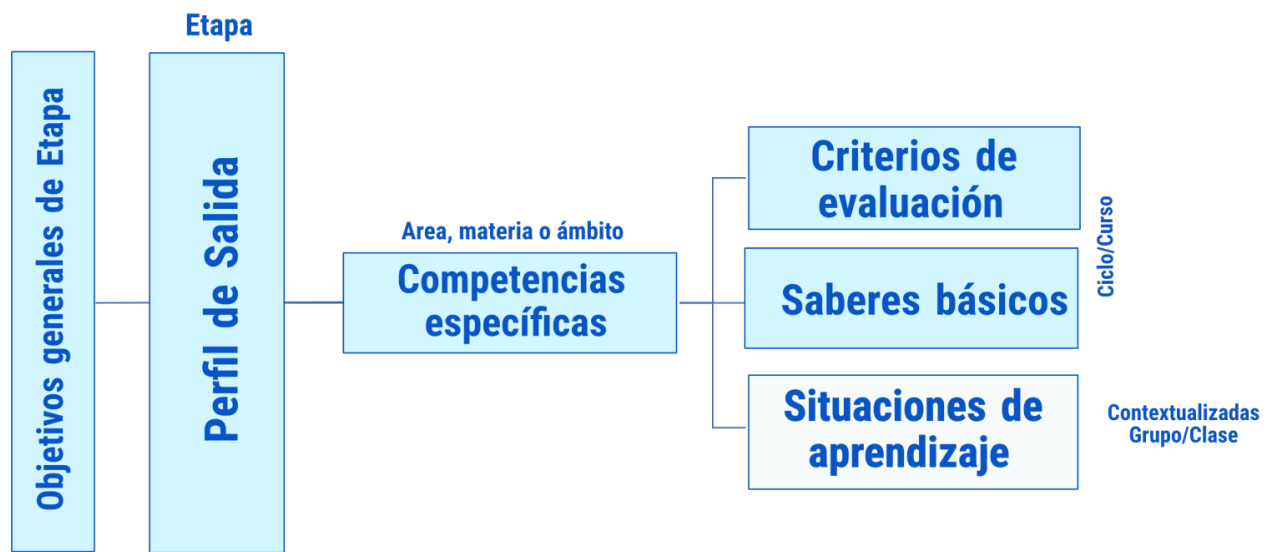 Etapa
Objetivos generales de Etapa
Perfil de Salida
Area, materia o ámbito
Competencias
específicas
Criterios de
evaluación
Saberes básicos
Ciclo/Curso
Situaciones de
aprendizaje
Contextualizadas
Grupo/Clase